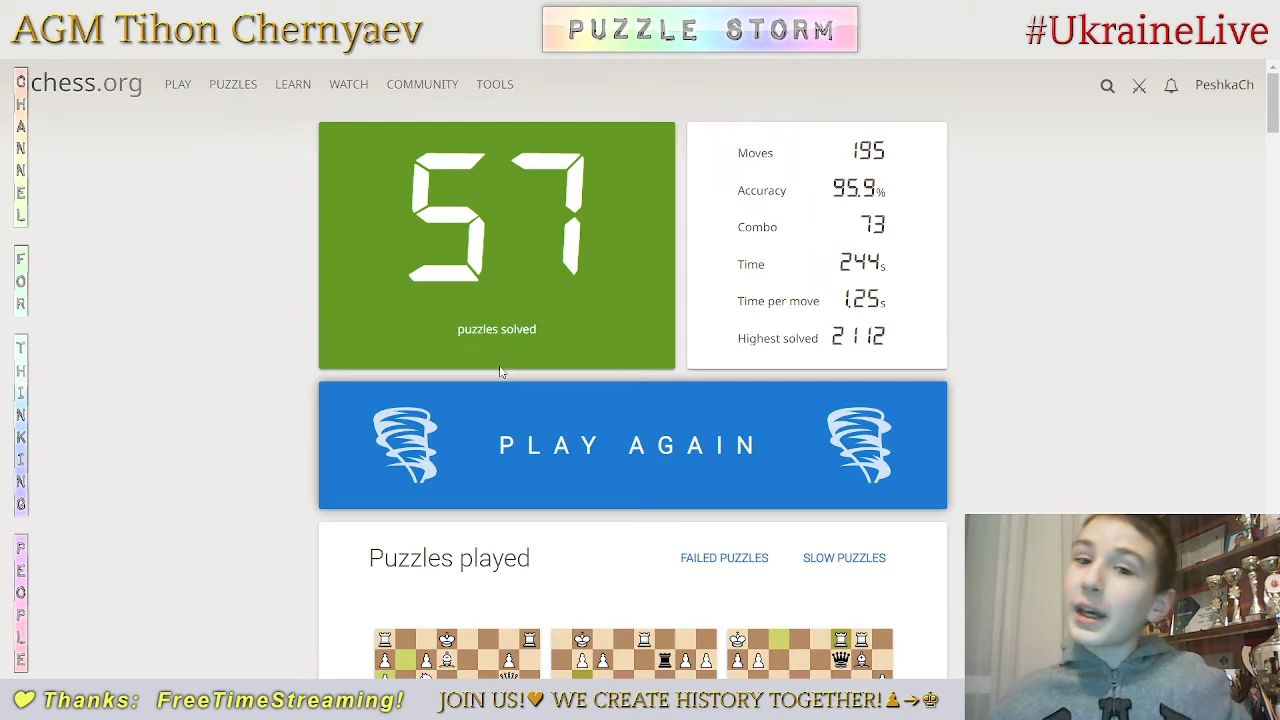 AGM Tihon Chernyaev
PUZZLE STORM
#UkraineLive
CHANNEL
FOR
THINKING
PEOPLE
chess.org
PLAY PUZZLES LEARN WATCH COMMUNITY TOOLS
PeshkaCh
57
puzzles solved
Moves 195
Accuracy 95.9%
Combo 73
Time 244s
Time per move 1.25s
Highest solved 2112
PLAY AGAIN
Puzzles played
FAILED PUZZLES SLOW PUZZLES
Thanks: FreeTimeStreaming!
JOIN US! WE CREATE HISTORY TOGETHER!